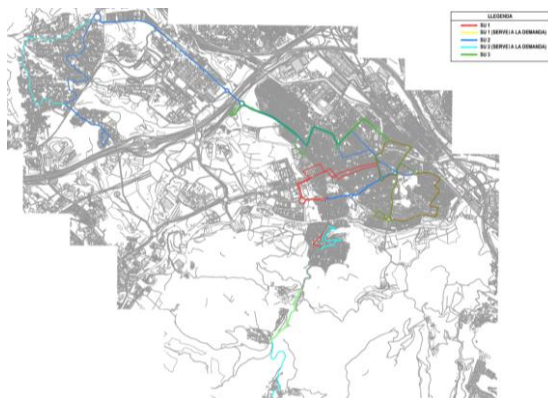 LLEGENDA
SU 1
SU 1 (SERVEI A LA DEMANDA)
SU 2
SU 2 (SERVEI A LA DEMANDA)
SU 3